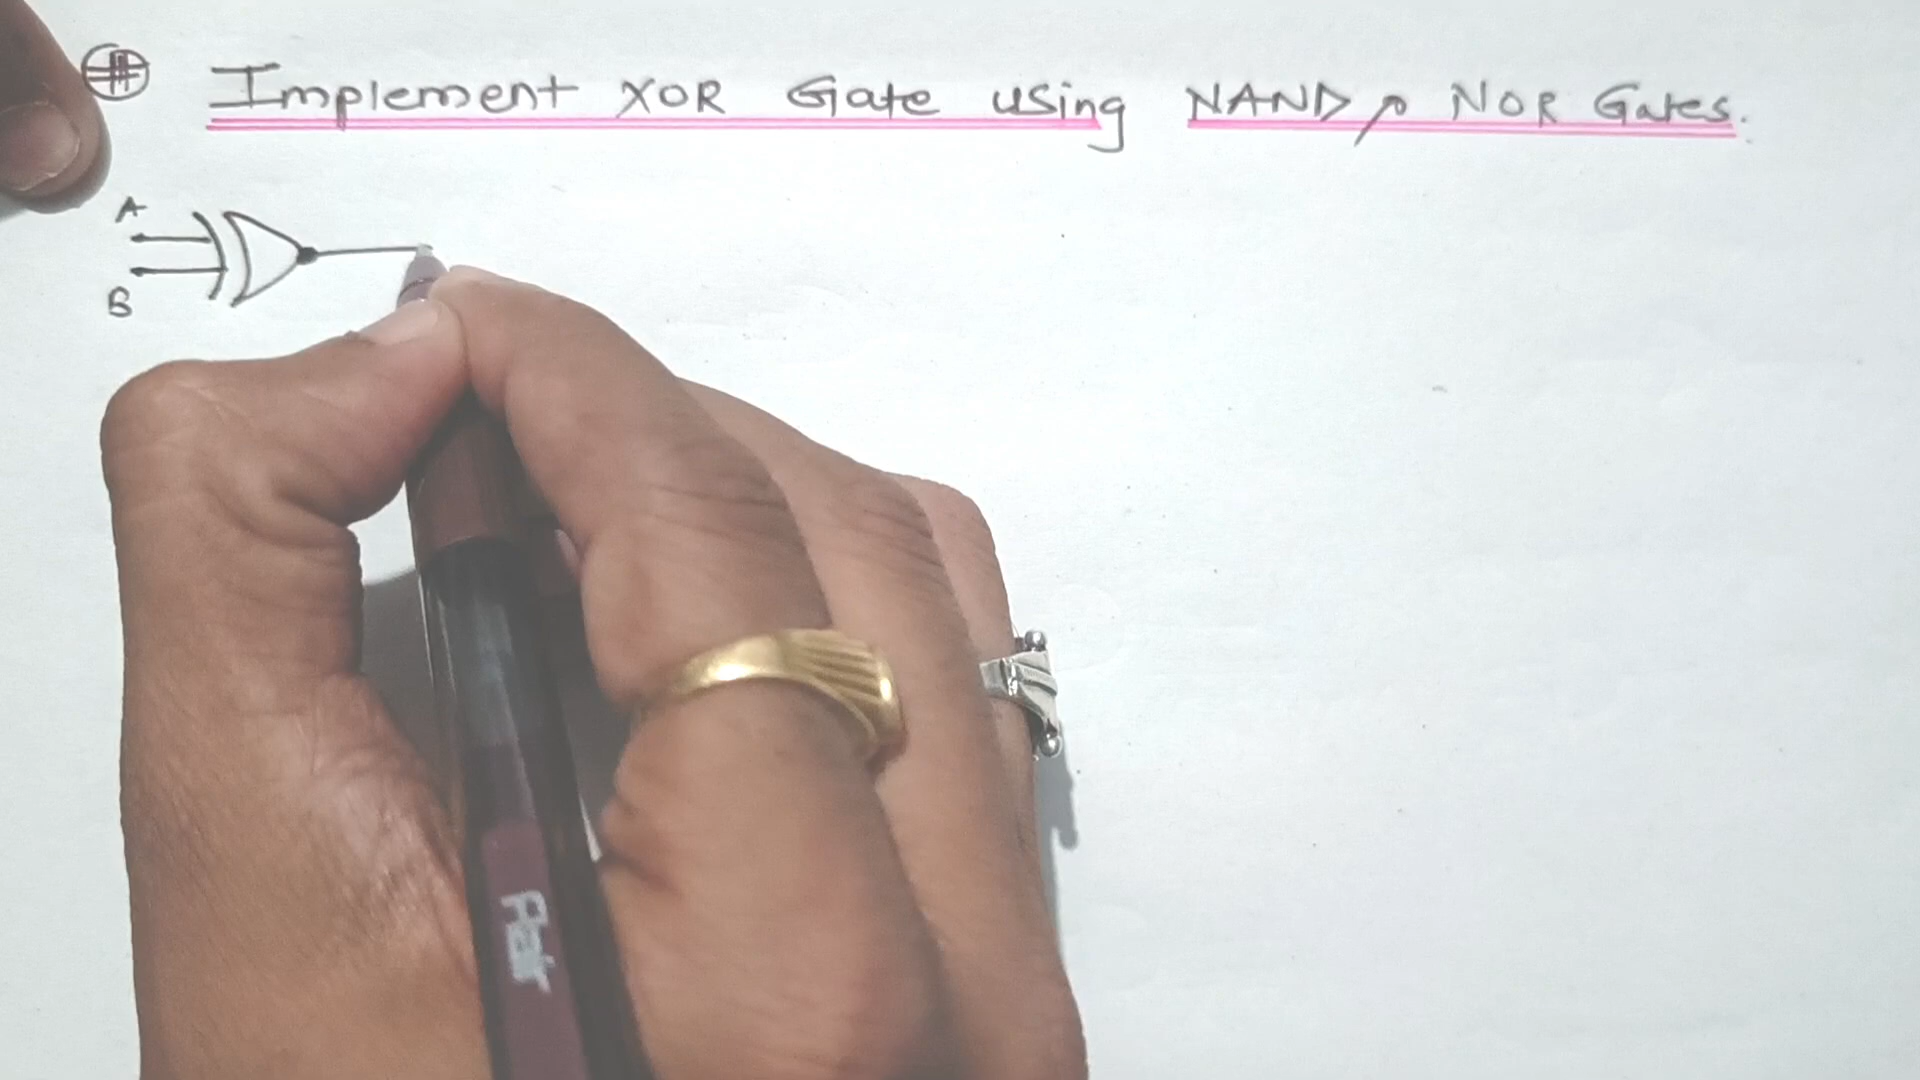 # Implement XOR Gate using NAND, NOR Gates.
A
B
Flair